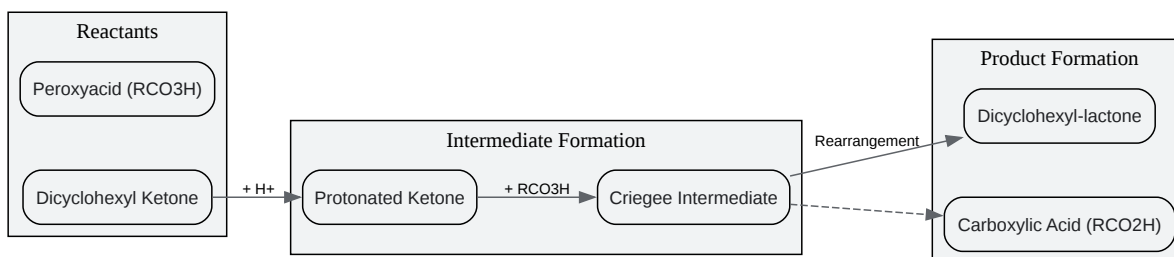 Reactants
Peroxyacid (RCO3H)
Dicyclohexyl Ketone
+ H+
Intermediate Formation
Protonated Ketone
+ RCO3H
Criegee Intermediate
Rearrangement
Product Formation
Dicyclohexyl-lactone
Carboxylic Acid (RCO2H)